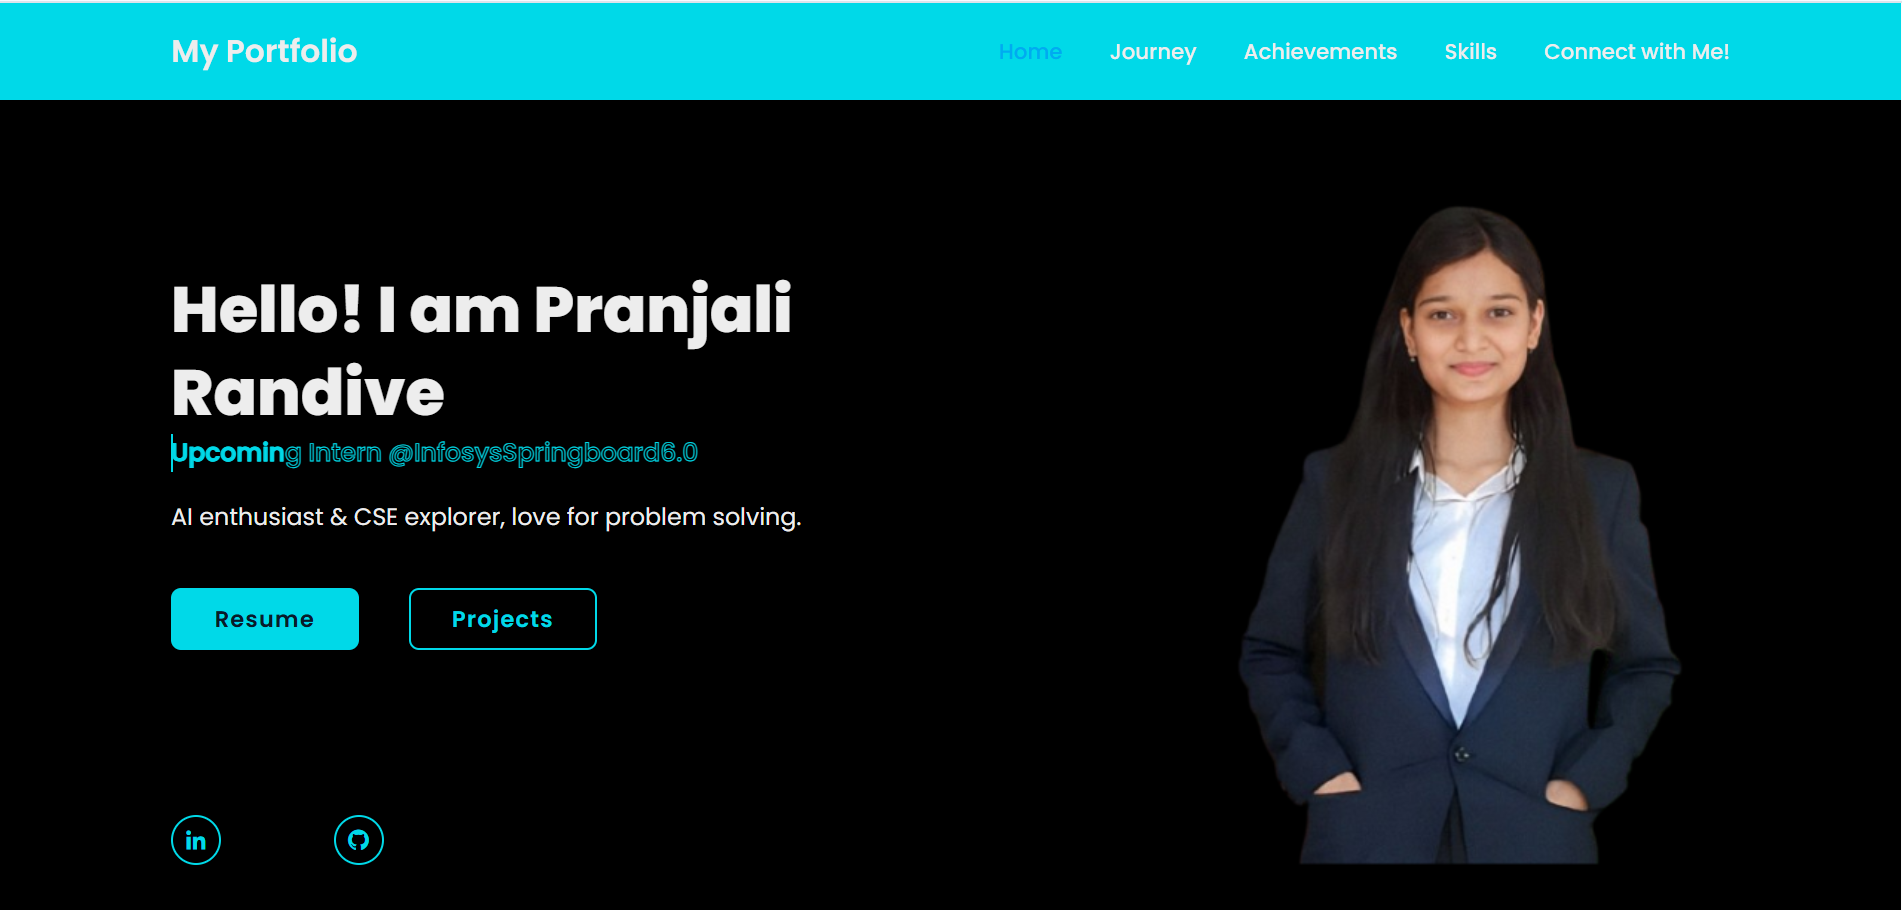 My Portfolio
Home Journey Achievements Skills Connect with Me!
Hello! I am Pranjali
Randive
Upcoming Intern @InfosysSpringboard6.0
AI enthusiast & CSE explorer, love for problem solving.
Resume Projects
in